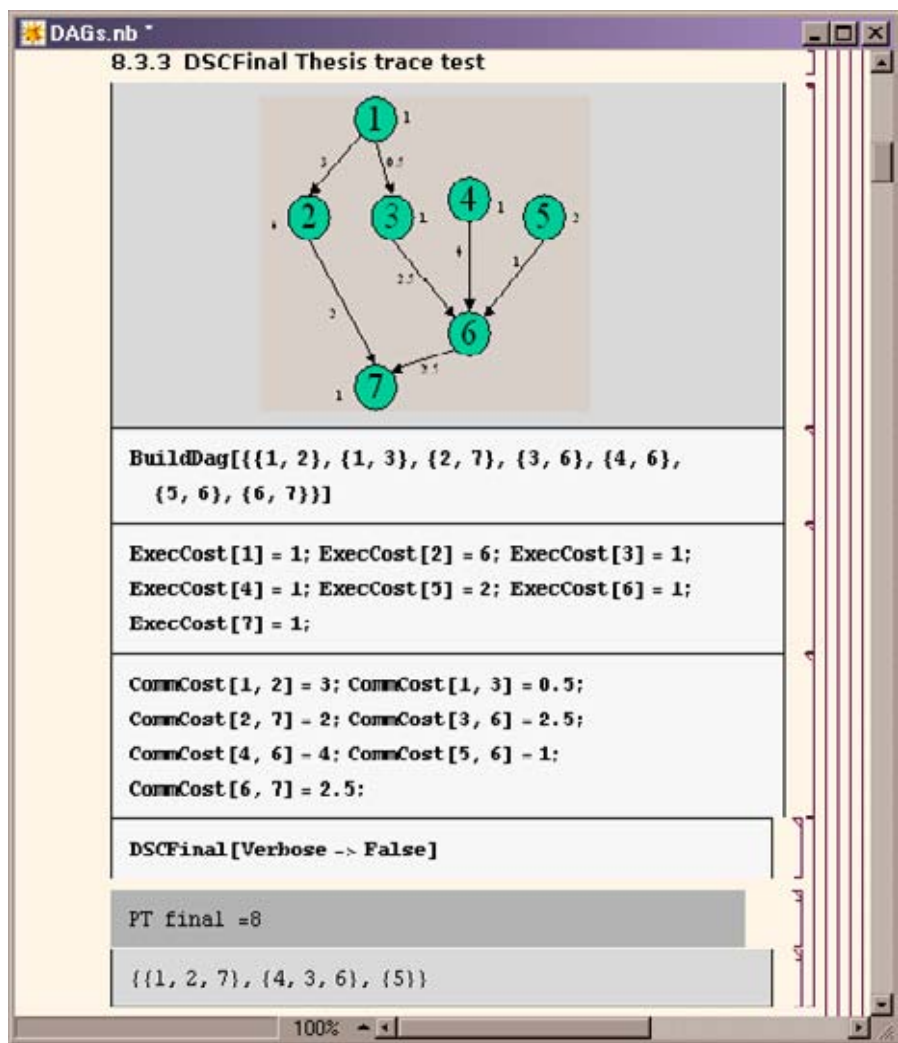 DAGs.nb *
8.3.3 DSCFinal Thesis trace test
1 1
3 0.5
2 3 1 4 1 5 2
4 1
2.5
2
6
2.5
1 7
BuildDag[{{1, 2}, {1, 3}, {2, 7}, {3, 6}, {4, 6},
{5, 6}, {6, 7}}]
ExecCost[1] = 1; ExecCost[2] = 6; ExecCost[3] = 1;
ExecCost[4] = 1; ExecCost[5] = 2; ExecCost[6] = 1;
ExecCost[7] = 1;
CommCost[1, 2] = 3; CommCost[1, 3] = 0.5;
CommCost[2, 7] = 2; CommCost[3, 6] = 2.5;
CommCost[4, 6] = 4; CommCost[5, 6] = 1;
CommCost[6, 7] = 2.5;
DSCFinal[Verbose -> False]
PT final =8
{{1, 2, 7}, {4, 3, 6}, {5}}
100%